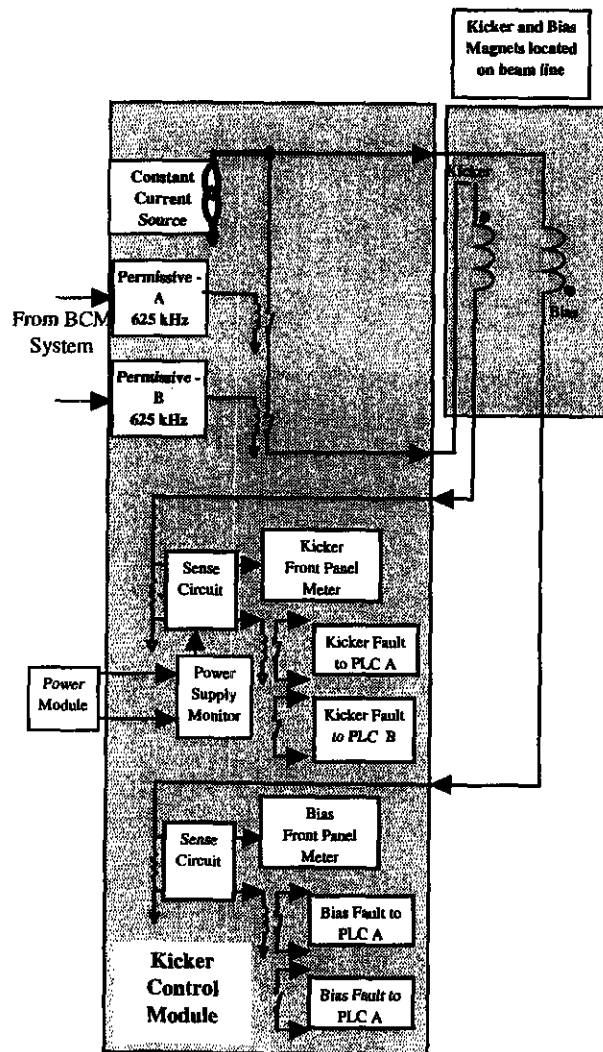 Kicker and Bias
Magnets located
on beam line
Constant
Current
Source
Kicker
Bias
Permissive -
A
625 kHz
From BCM
System
Permissive -
B
625 kHz
Sense
Circuit
Kicker
Front Panel
Meter
Kicker Fault
to PLC A
Power
Module
Power
Supply
Monitor
Kicker Fault
to PLC B
Sense
Circuit
Bias
Front Panel
Meter
Bias Fault to
PLC A
Kicker
Control
Module
Bias Fault to
PLC A